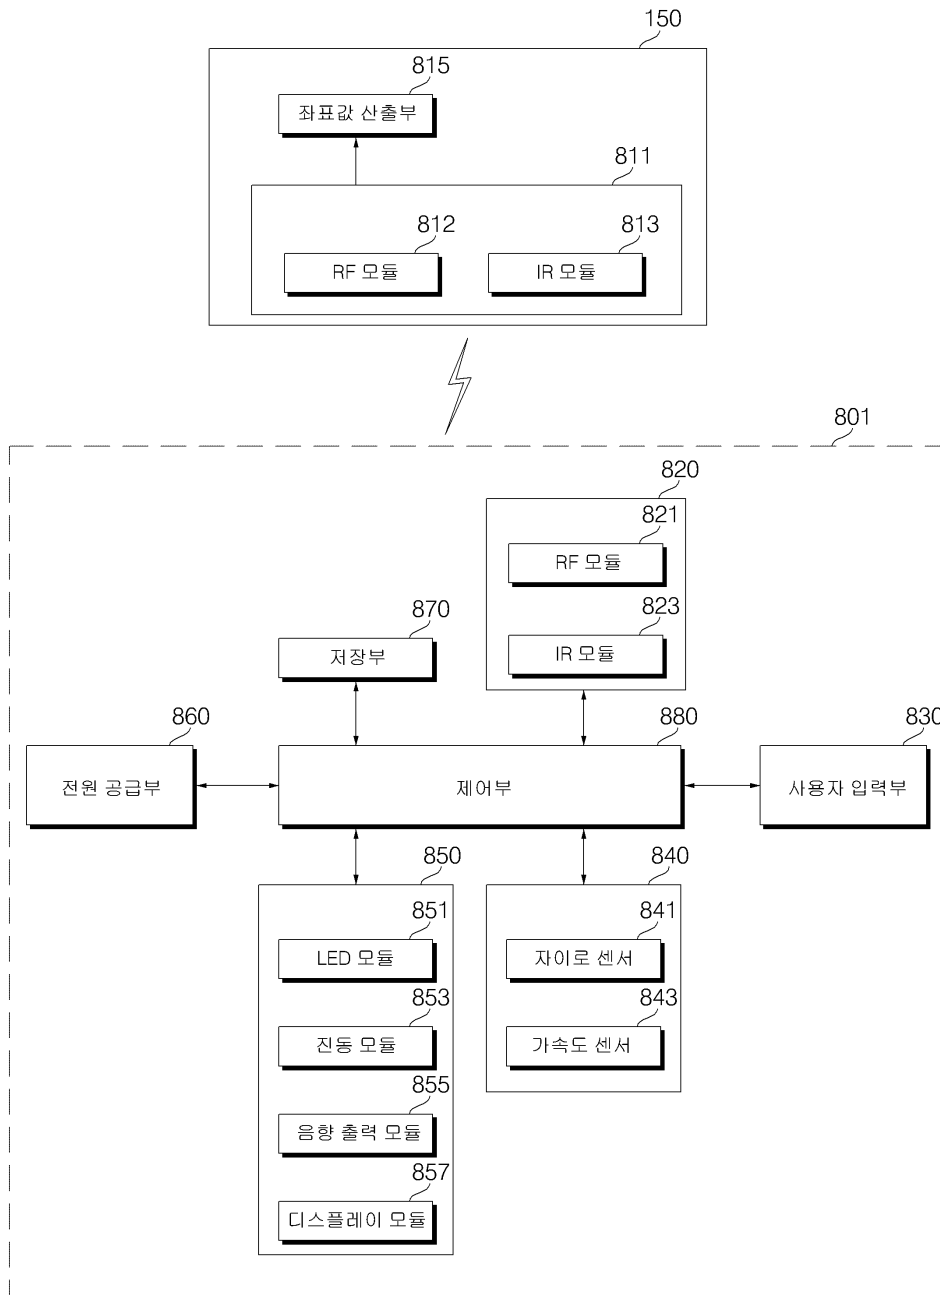 150
815
좌표값 산출부
811
812
813
RF 모듈
IR 모듈
801
820
821
RF 모듈
870
823
저장부
IR 모듈
860
880
830
전원 공급부
제어부
사용자 입력부
850
840
851
841
LED 모듈
자이로 센서
853
843
진동 모듈
가속도 센서
855
음향 출력 모듈
857
디스플레이 모듈